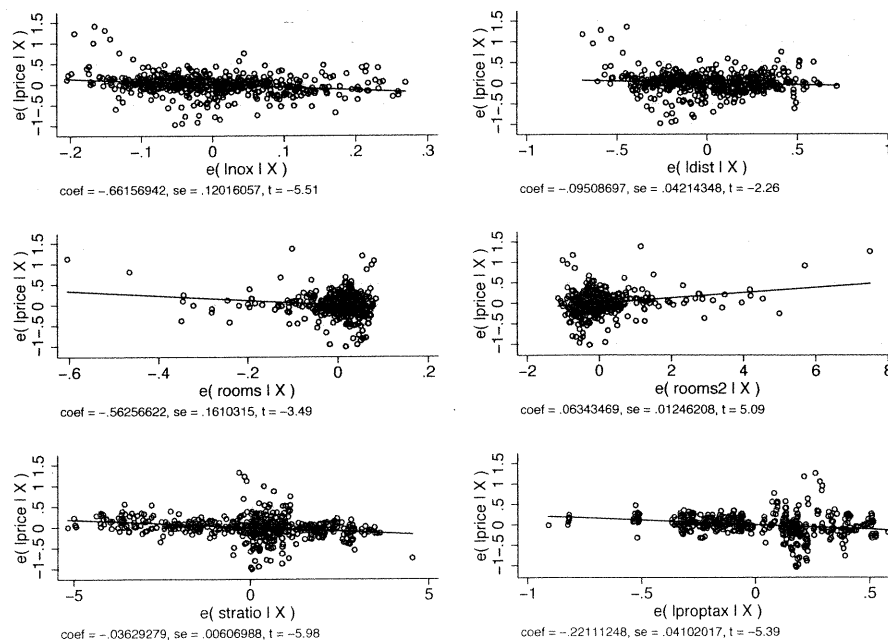 e( lprice | X )
−1 −.5 0 .5 1 1.5
−.2 −.1 0 .1 .2 .3
e( lnox | X )
coef = −.66156942, se = .12016057, t = −5.51
e( lprice | X )
−1 −.5 0 .5 1 1.5
−1 −.5 0 .5 1
e( ldist | X )
coef = −.09508697, se = .04214348, t = −2.26
e( lprice | X )
−1 −.5 0 .5 1 1.5
−.6 −.4 −.2 0 .2
e( rooms | X )
coef = −.56256622, se = .1610315, t = −3.49
e( lprice | X )
−1 −.5 0 .5 1 1.5
−2 0 2 4 6 8
e( rooms2 | X )
coef = .06343469, se = .01246208, t = 5.09
e( lprice | X )
−1 −.5 0 .5 1 1.5
−5 0 5
e( stratio | X )
coef = −.03629279, se = .00606988, t = −5.98
e( lprice | X )
−1 −.5 0 .5 1 1.5
−1 −.5 0 .5
e( lproptax | X )
coef = −.22111248, se = .04102017, t = −5.39